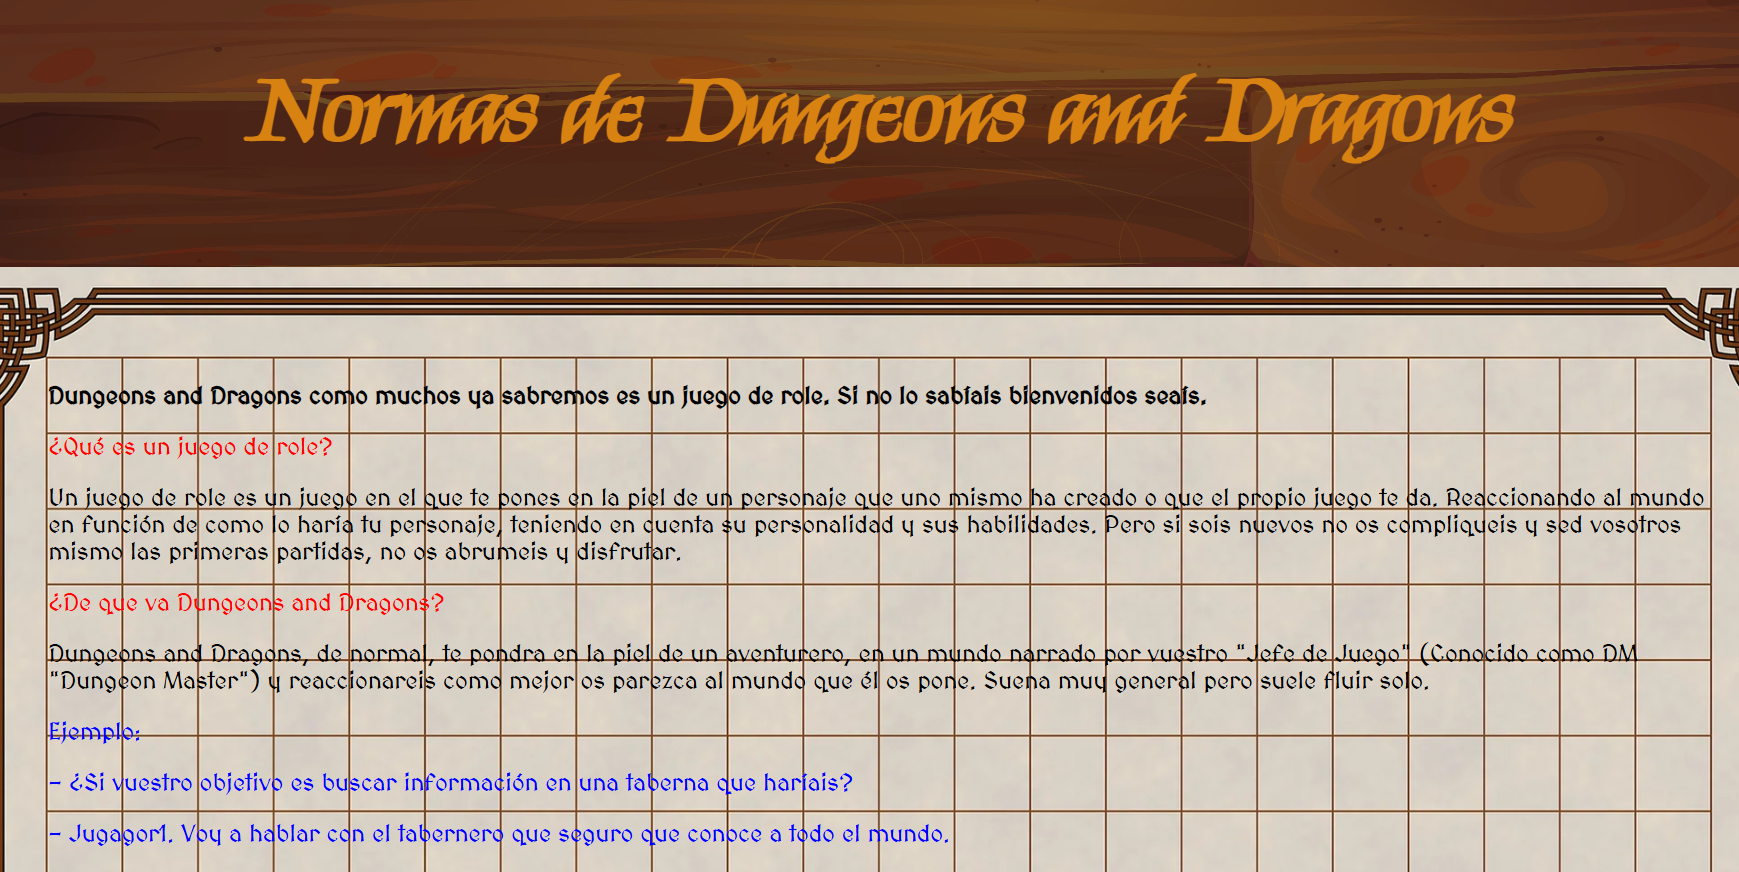 Normas de Dungeons and Dragons
Dungeons and Dragons como muchos ya sabremos es un juego de role. Si no lo sabíais bienvenidos seaís.
¿Qué es un juego de role?
Un juego de role es un juego en el que te pones en la piel de un personaje que uno mismo ha creado o que el propio juego te da. Reaccionando al mundo
en función de como lo haría tu personaje, teniendo en cuenta su personalidad y sus habilidades. Pero si sois nuevos no os compliqueis y sed vosotros
mismo las primeras partidas, no os abrumeis y disfrutar.
¿De que va Dungeons and Dragons?
Dungeons and Dragons, de normal, te pondra en la piel de un aventurero, en un mundo narrado por vuestro "Jefe de Juego" (Conocido como DM
"Dungeon Master") y reaccionareis como mejor os parezca al mundo que él os pone. Suena muy general pero suele fluir solo.
Ejemplo:
- ¿Si vuestro objetivo es buscar información en una taberna que haríais?
- Jugagor1. Voy a hablar con el tabernero que seguro que conoce a todo el mundo.